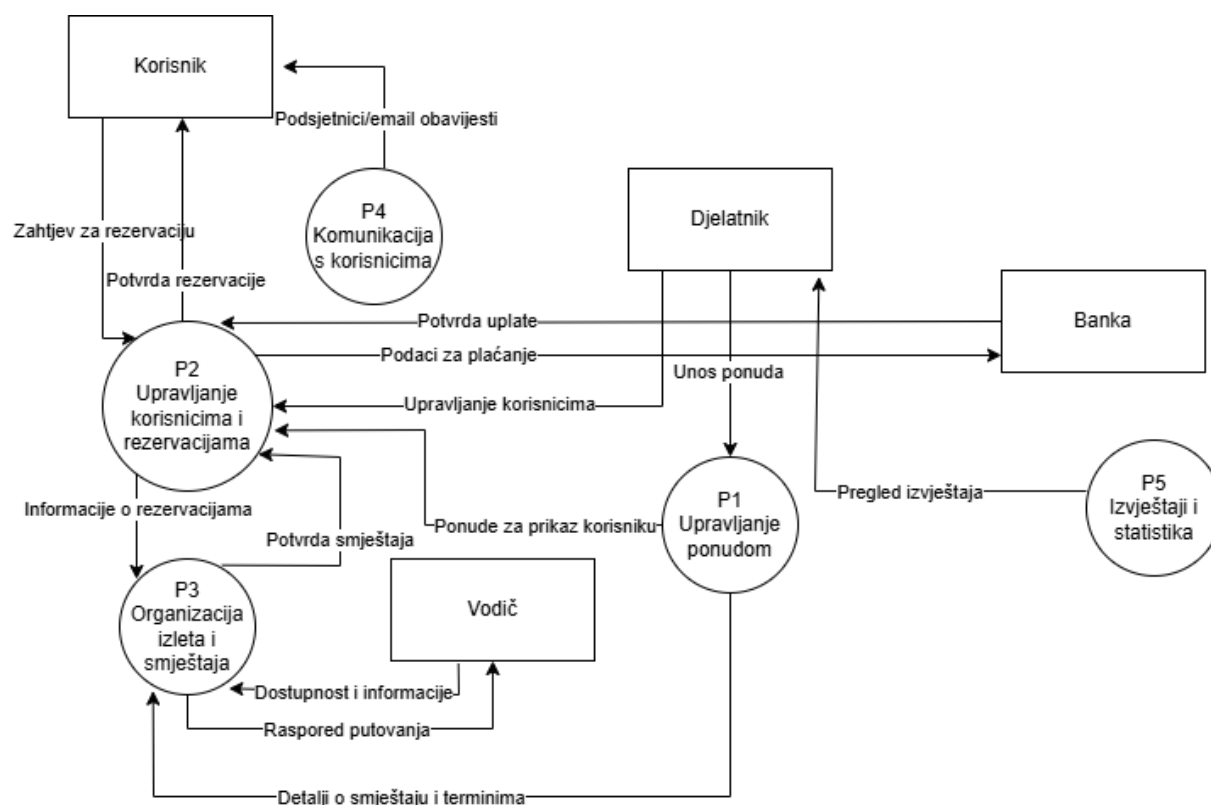 Korisnik
Podsjetnici/email obavijesti
P4
Komunikacija
s korisnicima
Djelatnik
Zahtjev za rezervaciju
Potvrda rezervacije
Banka
Potvrda uplate
Podaci za plaćanje
Unos ponuda
P2
Upravljanje
korisnicima i
rezervacijama
Upravljanje korisnicima
P1
Upravljanje
ponudom
Pregled izvještaja
P5
Izvještaji i
statistika
Informacije o rezervacijama
Ponude za prikaz korisniku
Potvrda smještaja
P3
Organizacija
izleta i
smještaja
Vodič
Dostupnost i informacije
Raspored putovanja
Detalji o smještaju i terminima